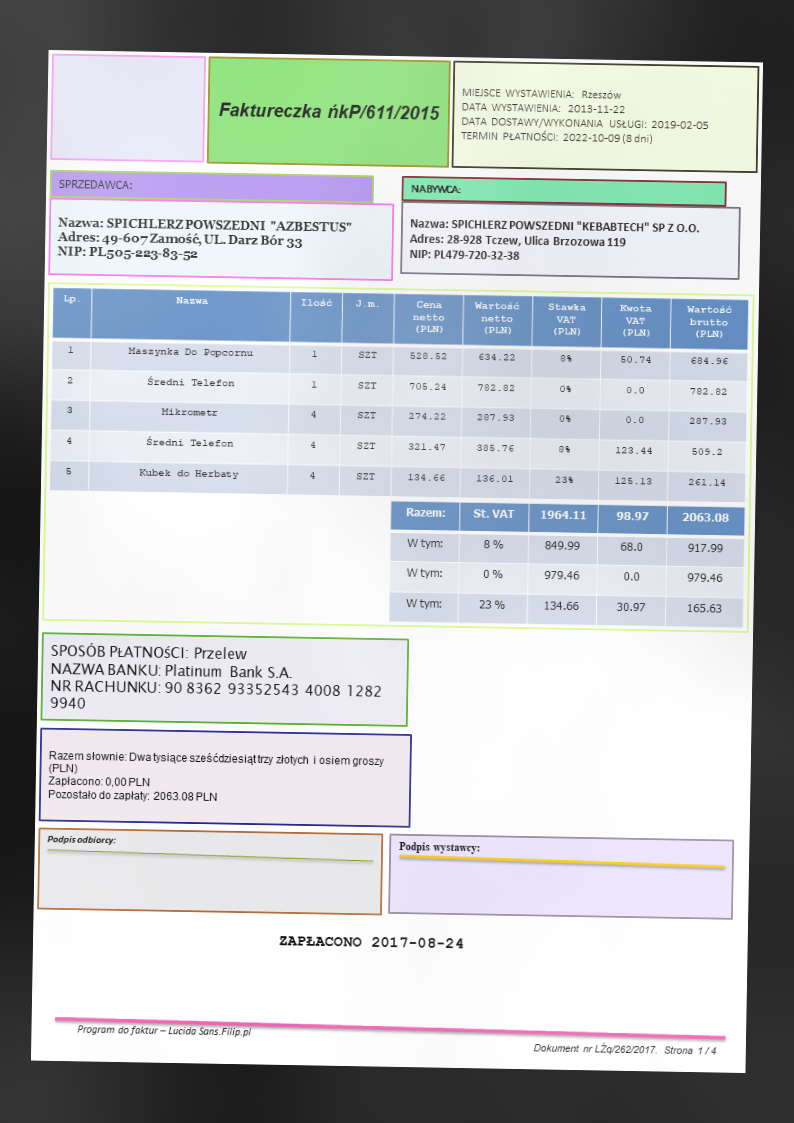 Faktureczka ńkP/611/2015
MIEJSCE WYSTAWIENIA: Rzeszów
DATA WYSTAWIENIA: 2013-11-22
DATA DOSTAWY/WYKONANIA USŁUGI: 2019-02-05
TERMIN PŁATNOŚCI: 2022-10-09 (8 dni)
SPRZEDAWCA:
Nazwa: SPICHLERZ POWSZEDNI "AZBESTUS"
Adres: 49-607 Zamość, UL. Darz Bór 33
NIP: PL505-223-83-52
NABYWCA:
Nazwa: SPICHLERZ POWSZEDNI "KEBABTECH" SP Z O.O.
Adres: 28-928 Tczew, Ulica Brzozowa 119
NIP: PL479-720-32-38
Lp. Nazwa Ilość J.m. Cena netto (PLN) Wartość netto (PLN) Stawka VAT (PLN) Kwota VAT (PLN) Wartość brutto (PLN)
1 Maszynka Do Popcornu 1 SZT 528.52 634.22 8% 50.74 684.96
2 Średni Telefon 1 SZT 705.24 782.82 0% 0.0 782.82
3 Mikrometr 4 SZT 274.22 287.93 0% 0.0 287.93
4 Średni Telefon 4 SZT 321.47 385.76 8% 123.44 509.2
5 Kubek do Herbaty 4 SZT 134.66 136.01 23% 125.13 261.14
Razem: St. VAT 1964.11 98.97 2063.08
W tym: 8 % 849.99 68.0 917.99
W tym: 0 % 979.46 0.0 979.46
W tym: 23 % 134.66 30.97 165.63
SPOSÓB PŁATNOŚCI: Przelew
NAZWA BANKU: Platinum Bank S.A.
NR RACHUNKU: 90 8362 93352543 4008 1282
9940
Razem słownie: Dwa tysiące sześćdziesiąt trzy złotych i osiem groszy
(PLN)
Zapłacono: 0,00 PLN
Pozostało do zapłaty: 2063.08 PLN
Podpis odbiorcy:
Podpis wystawcy:
ZAPŁACONO 2017-08-24
Program do faktur – Lucida Sans.Filip.pl
Dokument nr LŻq/262/2017. Strona 1 / 4